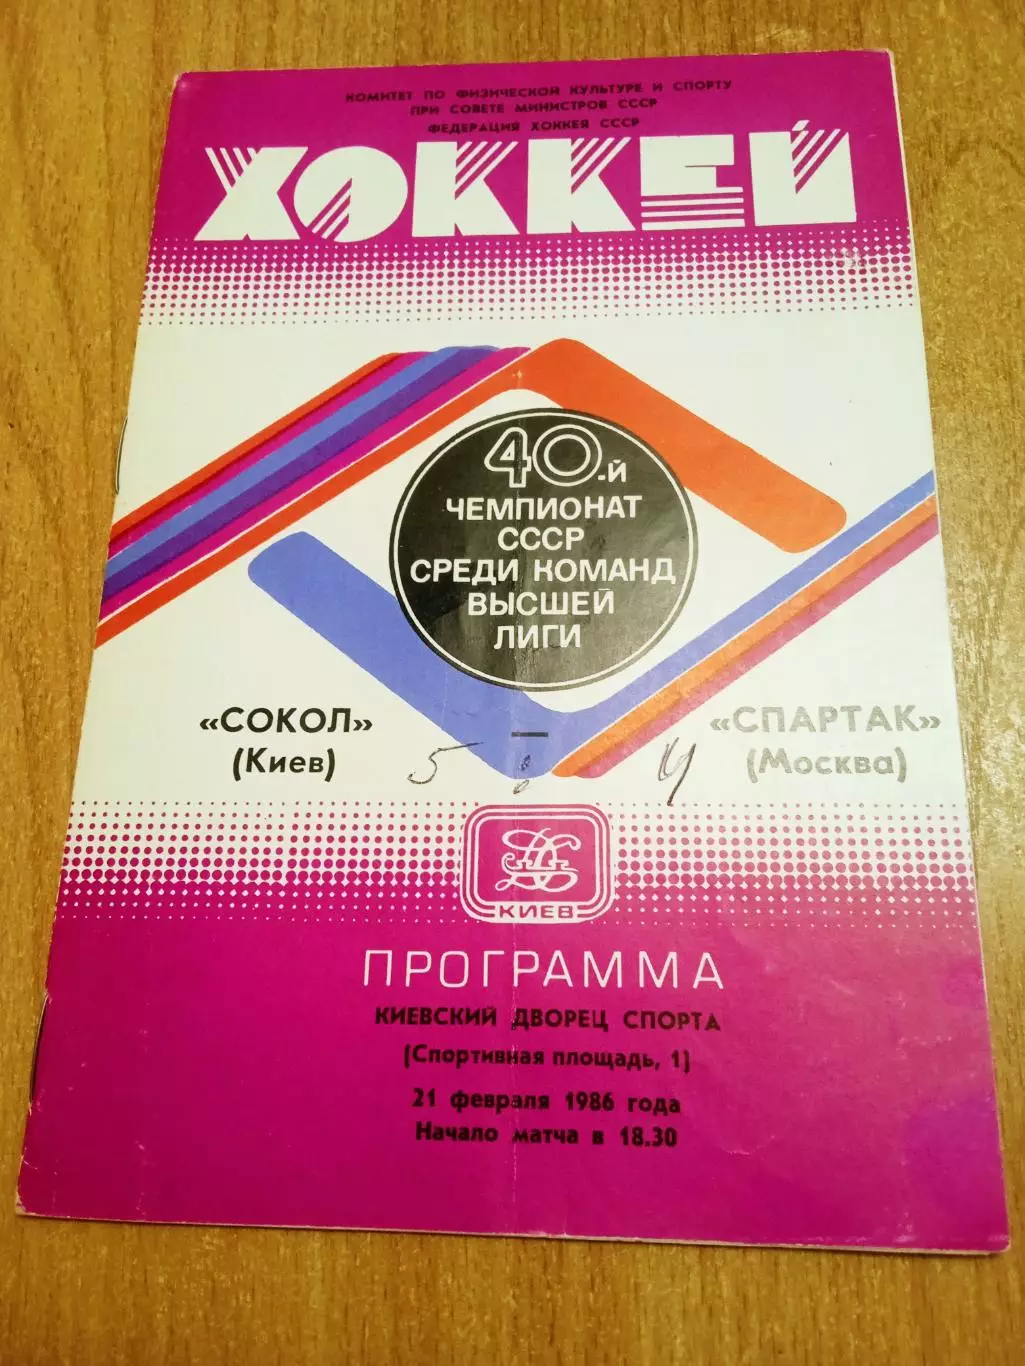 КОМИТЕТ ПО ФИЗИЧЕСКОЙ КУЛЬТУРЕ И СПОРТУ
ПРИ СОВЕТЕ МИНИСТРОВ СССР
ФЕДЕРАЦИЯ ХОККЕЯ СССР
ХОККЕЙ
40-й
ЧЕМПИОНАТ
СССР
СРЕДИ КОМАНД
ВЫСШЕЙ
ЛИГИ
«СОКОЛ» — «СПАРТАК»
(Киев) 5 : 4 (Москва)
КИЕВ
ПРОГРАММА
КИЕВСКИЙ ДВОРЕЦ СПОРТА
(Спортивная площадь, 1)
21 февраля 1986 года
Начало матча в 18.30